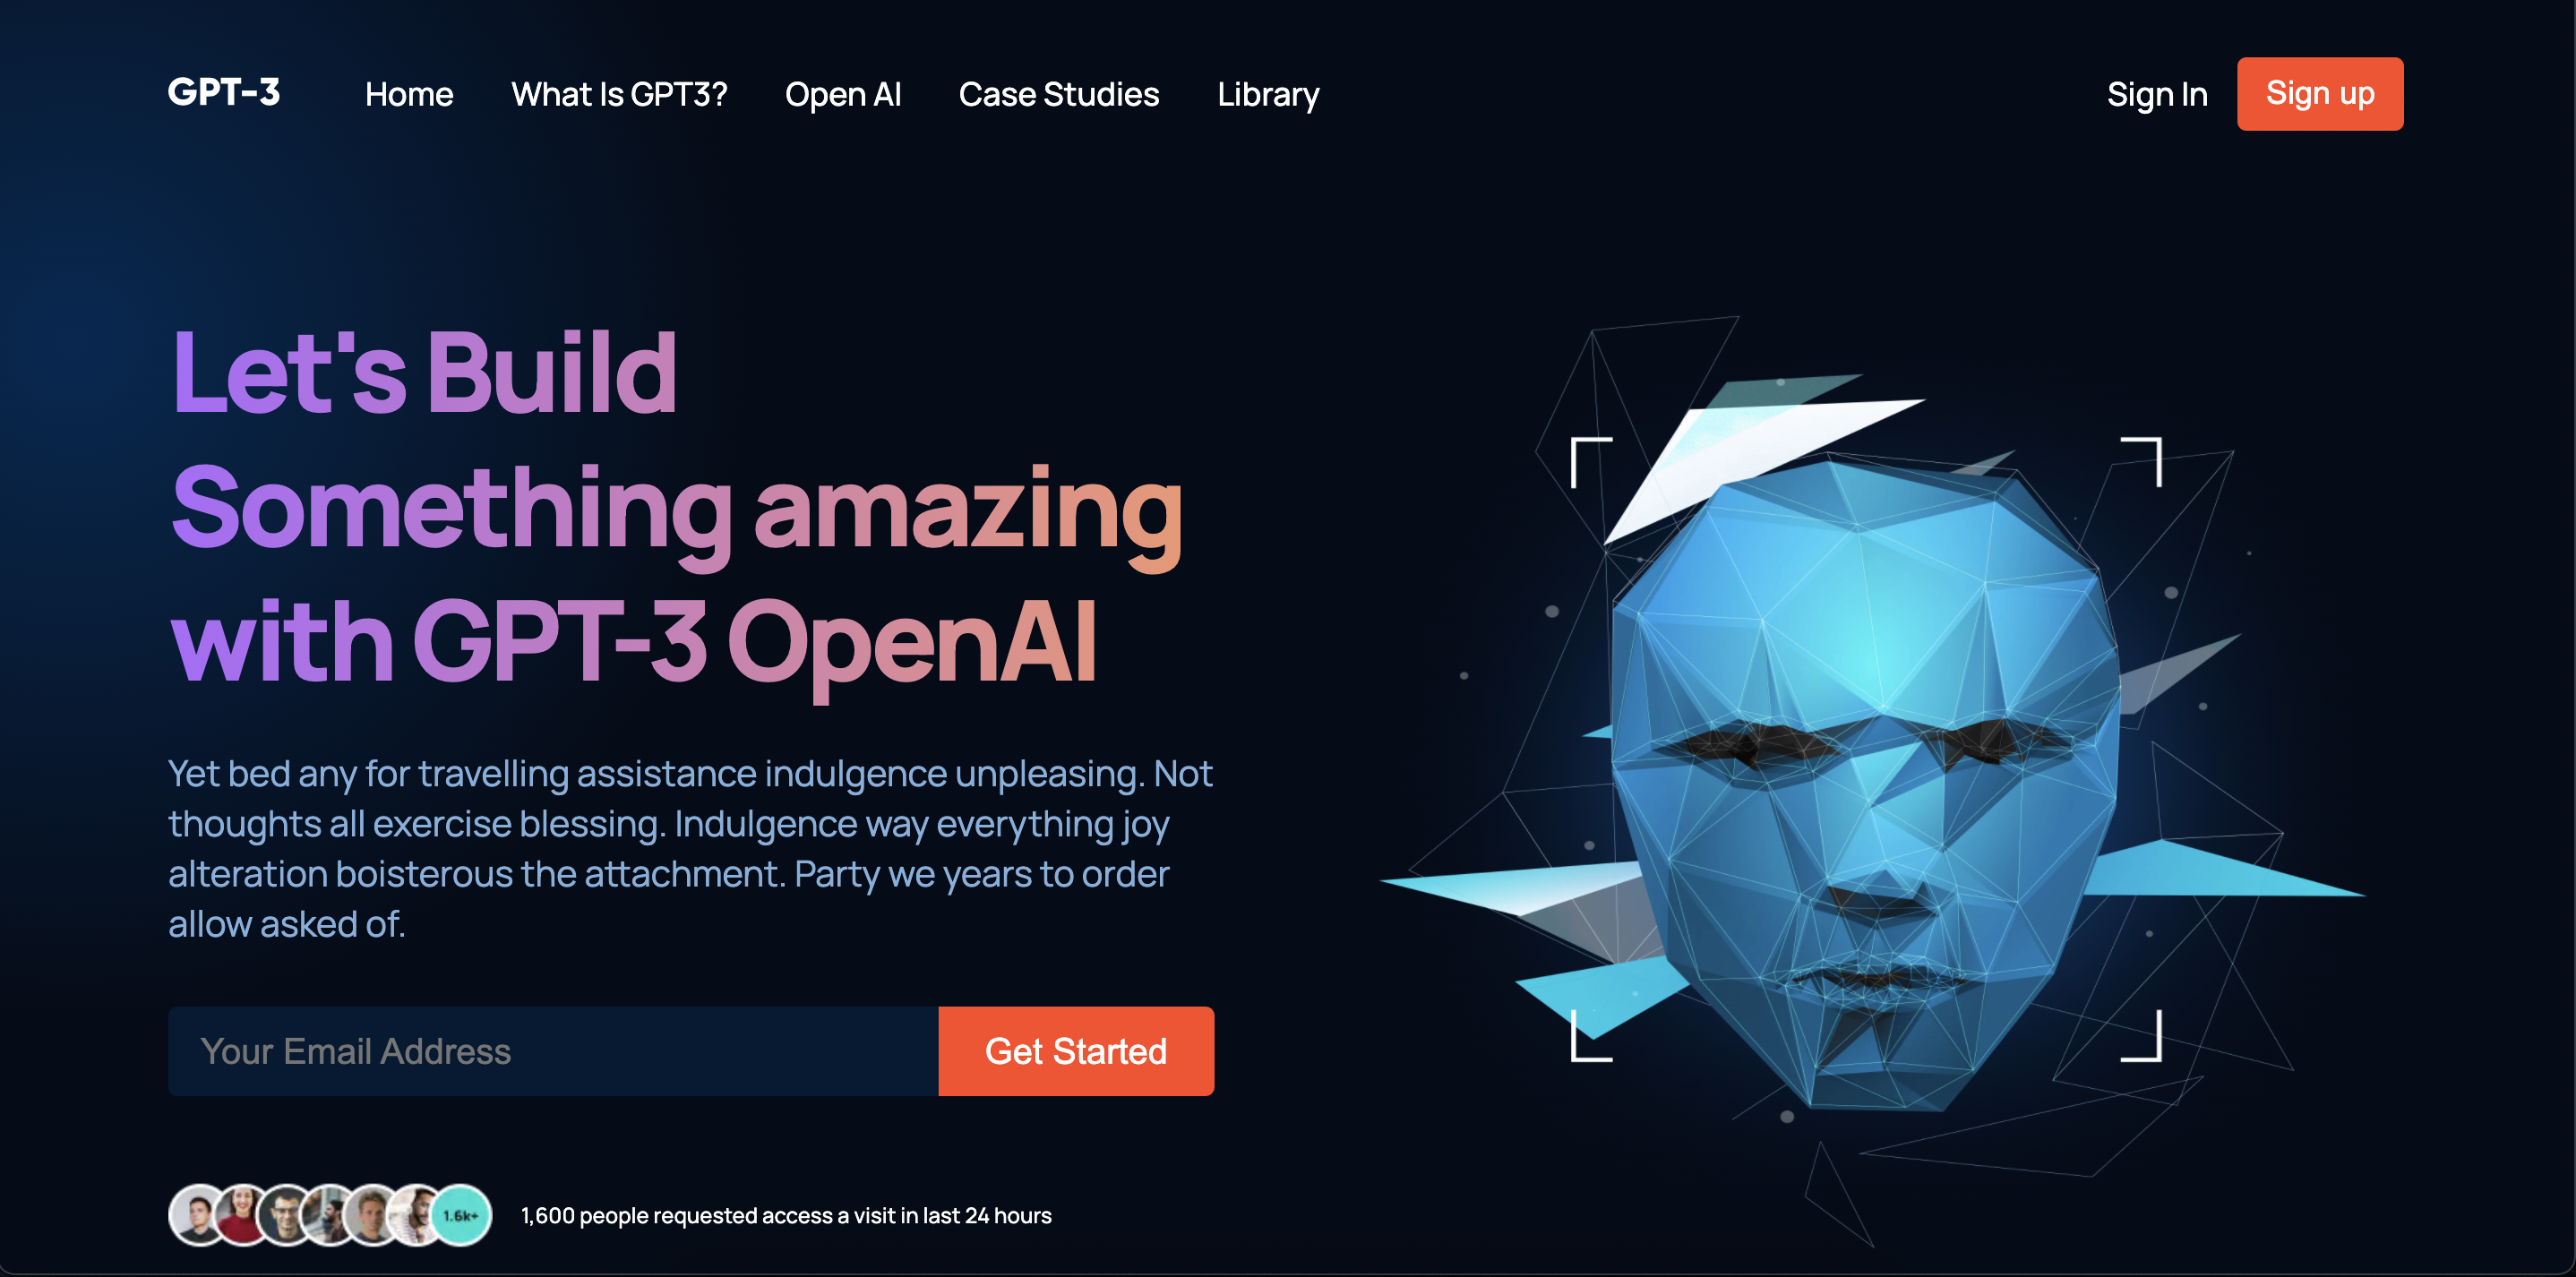 GPT-3 Home What Is GPT3? Open AI Case Studies Library Sign In Sign up
Let's Build
Something amazing
with GPT-3 OpenAI
Yet bed any for travelling assistance indulgence unpleasing. Not
thoughts all exercise blessing. Indulgence way everything joy
alteration boisterous the attachment. Party we years to order
allow asked of.
Your Email Address Get Started
1.6k+ 1,600 people requested access a visit in last 24 hours